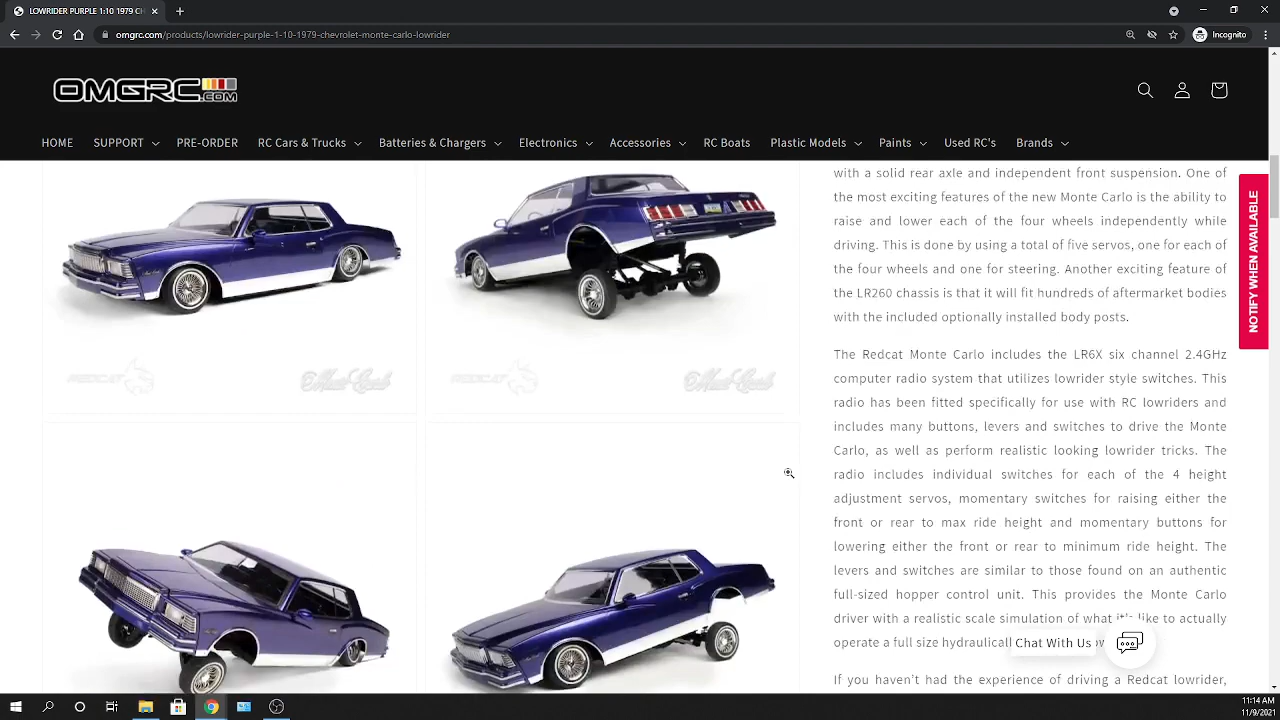 LOWRIDER PURPLE 1:10 1979 CH
omgrc.com/products/lowrider-purple-1-10-1979-chevrolet-monte-carlo-lowrider
Incognito
OMGRC.COM
HOME SUPPORT PRE-ORDER RC Cars & Trucks Batteries & Chargers Electronics Accessories RC Boats Plastic Models Paints Used RC's Brands
with a solid rear axle and independent front suspension. One of
the most exciting features of the new Monte Carlo is the ability to
raise and lower each of the four wheels independently while
driving. This is done by using a total of five servos, one for each of
the four wheels and one for steering. Another exciting feature of
the LR260 chassis is that it will fit hundreds of aftermarket bodies
with the included optionally installed body posts.
The Redcat Monte Carlo includes the LR6X six channel 2.4GHz
computer radio system that utilizes lowrider style switches. This
radio has been fitted specifically for use with RC lowriders and
includes many buttons, levers and switches to drive the Monte
Carlo, as well as perform realistic looking lowrider tricks. The
radio includes individual switches for each of the 4 height
adjustment servos, momentary switches for raising either the
front or rear to max ride height and momentary buttons for
lowering either the front or rear to minimum ride height. The
levers and switches are similar to those found on an authentic
full-sized hopper control unit. This provides the Monte Carlo
driver with a realistic scale simulation of what it's like to actually
operate a full size hydraulicall
If you haven't had the experience of driving a Redcat lowrider,
NOTIFY WHEN AVAILABLE
REDCAT
Monte Carlo
REDCAT
Monte Carlo
Chat With Us
11:14 AM
11/9/2021